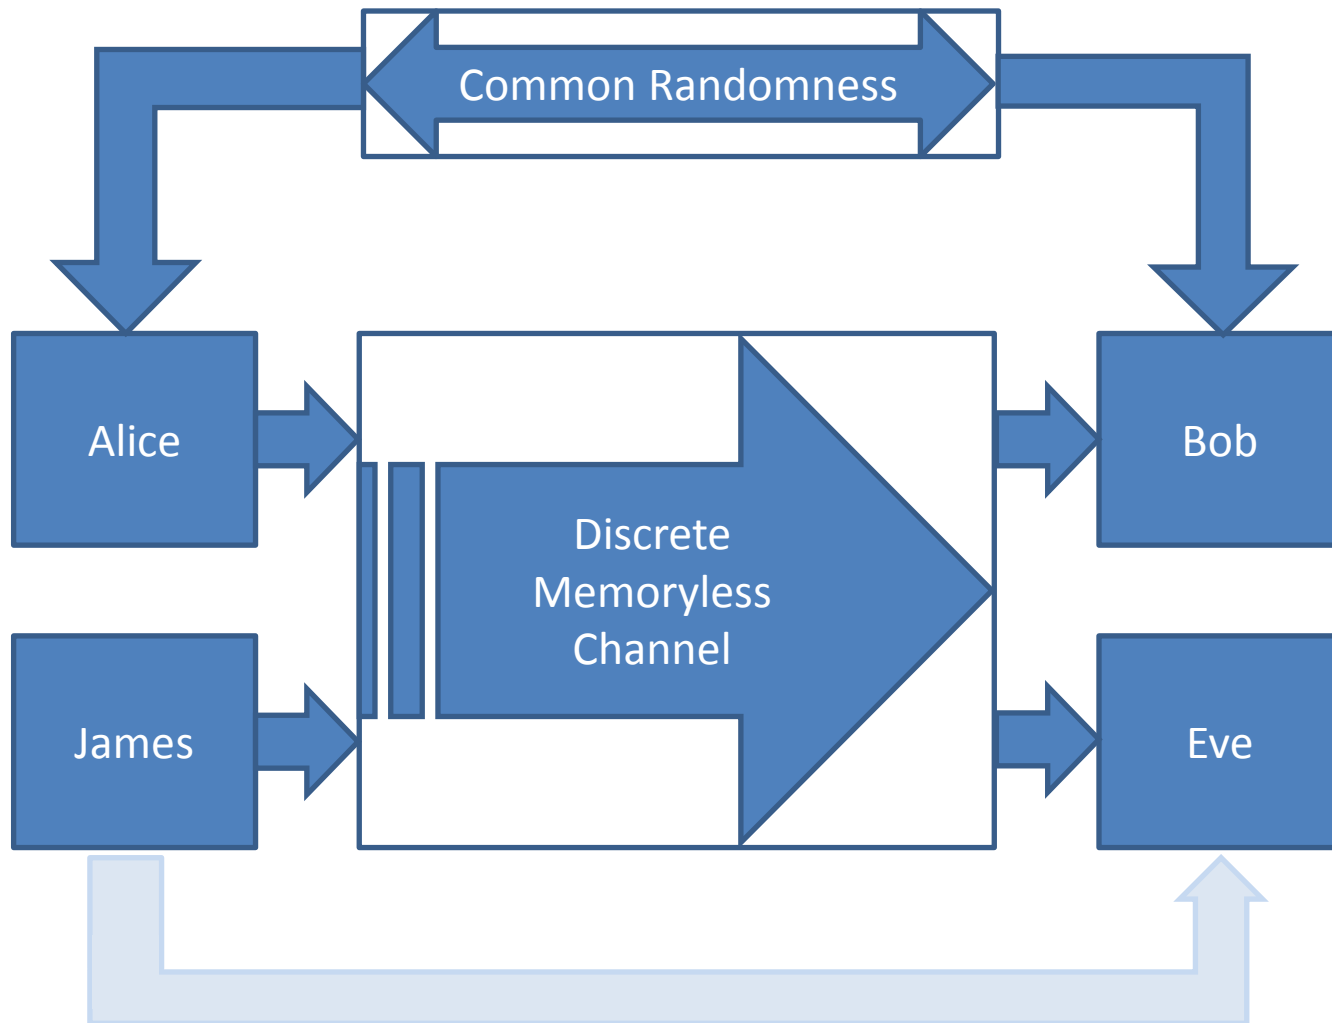 Common Randomness
Alice
Bob
Discrete
Memoryless
Channel
James
Eve